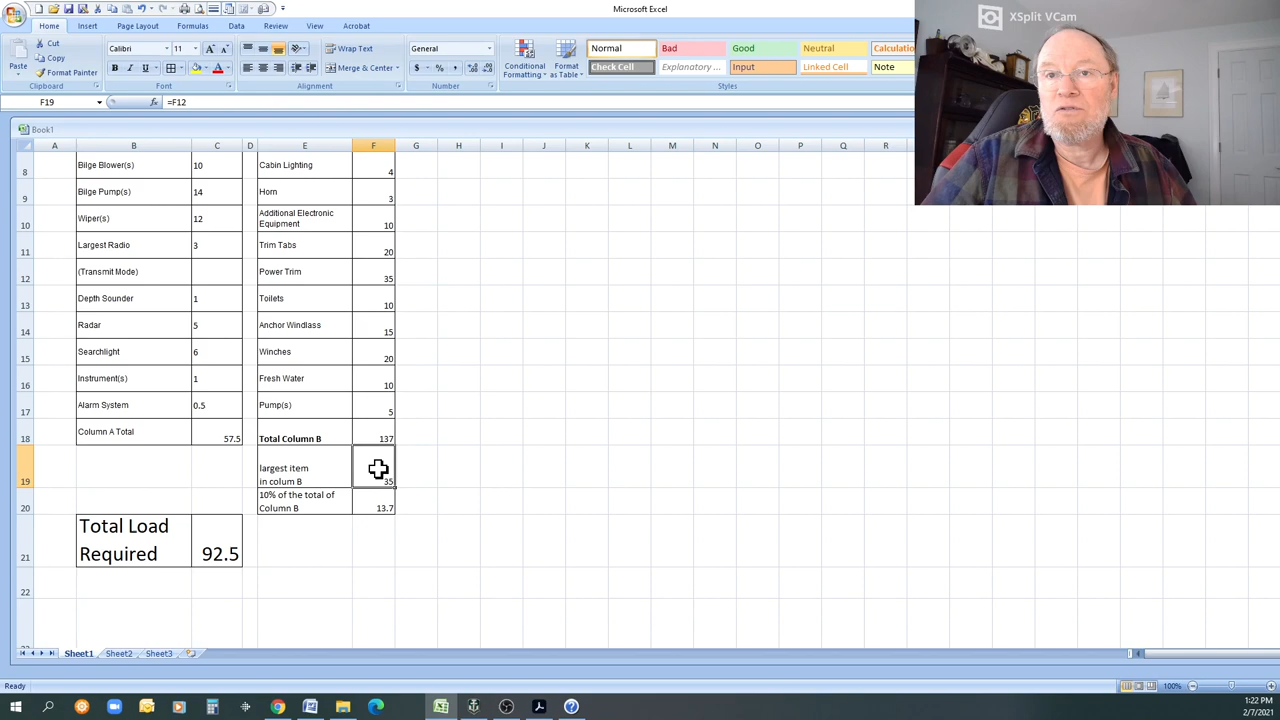 Microsoft Excel
XSplit VCam
Home Insert Page Layout Formulas Data Review View Acrobat
Cut
Copy
Format Painter
Paste
Calibri 11
B I U
Wrap Text
Merge & Center
General
$ % ,
Conditional Formatting
Format as Table
Normal Bad Good Neutral Calculation
Check Cell Explanatory ... Input Linked Cell Note
Clipboard Font Alignment Number Styles
F19 fx =F12
Book1
A B C D E F G H I J K L M N O P Q R
8 Bilge Blower(s) 10 Cabin Lighting 4
9 Bilge Pump(s) 14 Horn 3
10 Wiper(s) 12 Additional Electronic Equipment 10
11 Largest Radio 3 Trim Tabs 20
12 (Transmit Mode) Power Trim 35
13 Depth Sounder 1 Toilets 10
14 Radar 5 Anchor Windlass 15
15 Searchlight 6 Winches 20
16 Instrument(s) 1 Fresh Water 10
17 Alarm System 0.5 Pump(s) 5
18 Column A Total 57.5 Total Column B 137
19 largest item in colum B 35
20 10% of the total of Column B 13.7
21 Total Load Required 92.5
22
Sheet1 Sheet2 Sheet3
Ready
100%
1:22 PM
2/7/2021